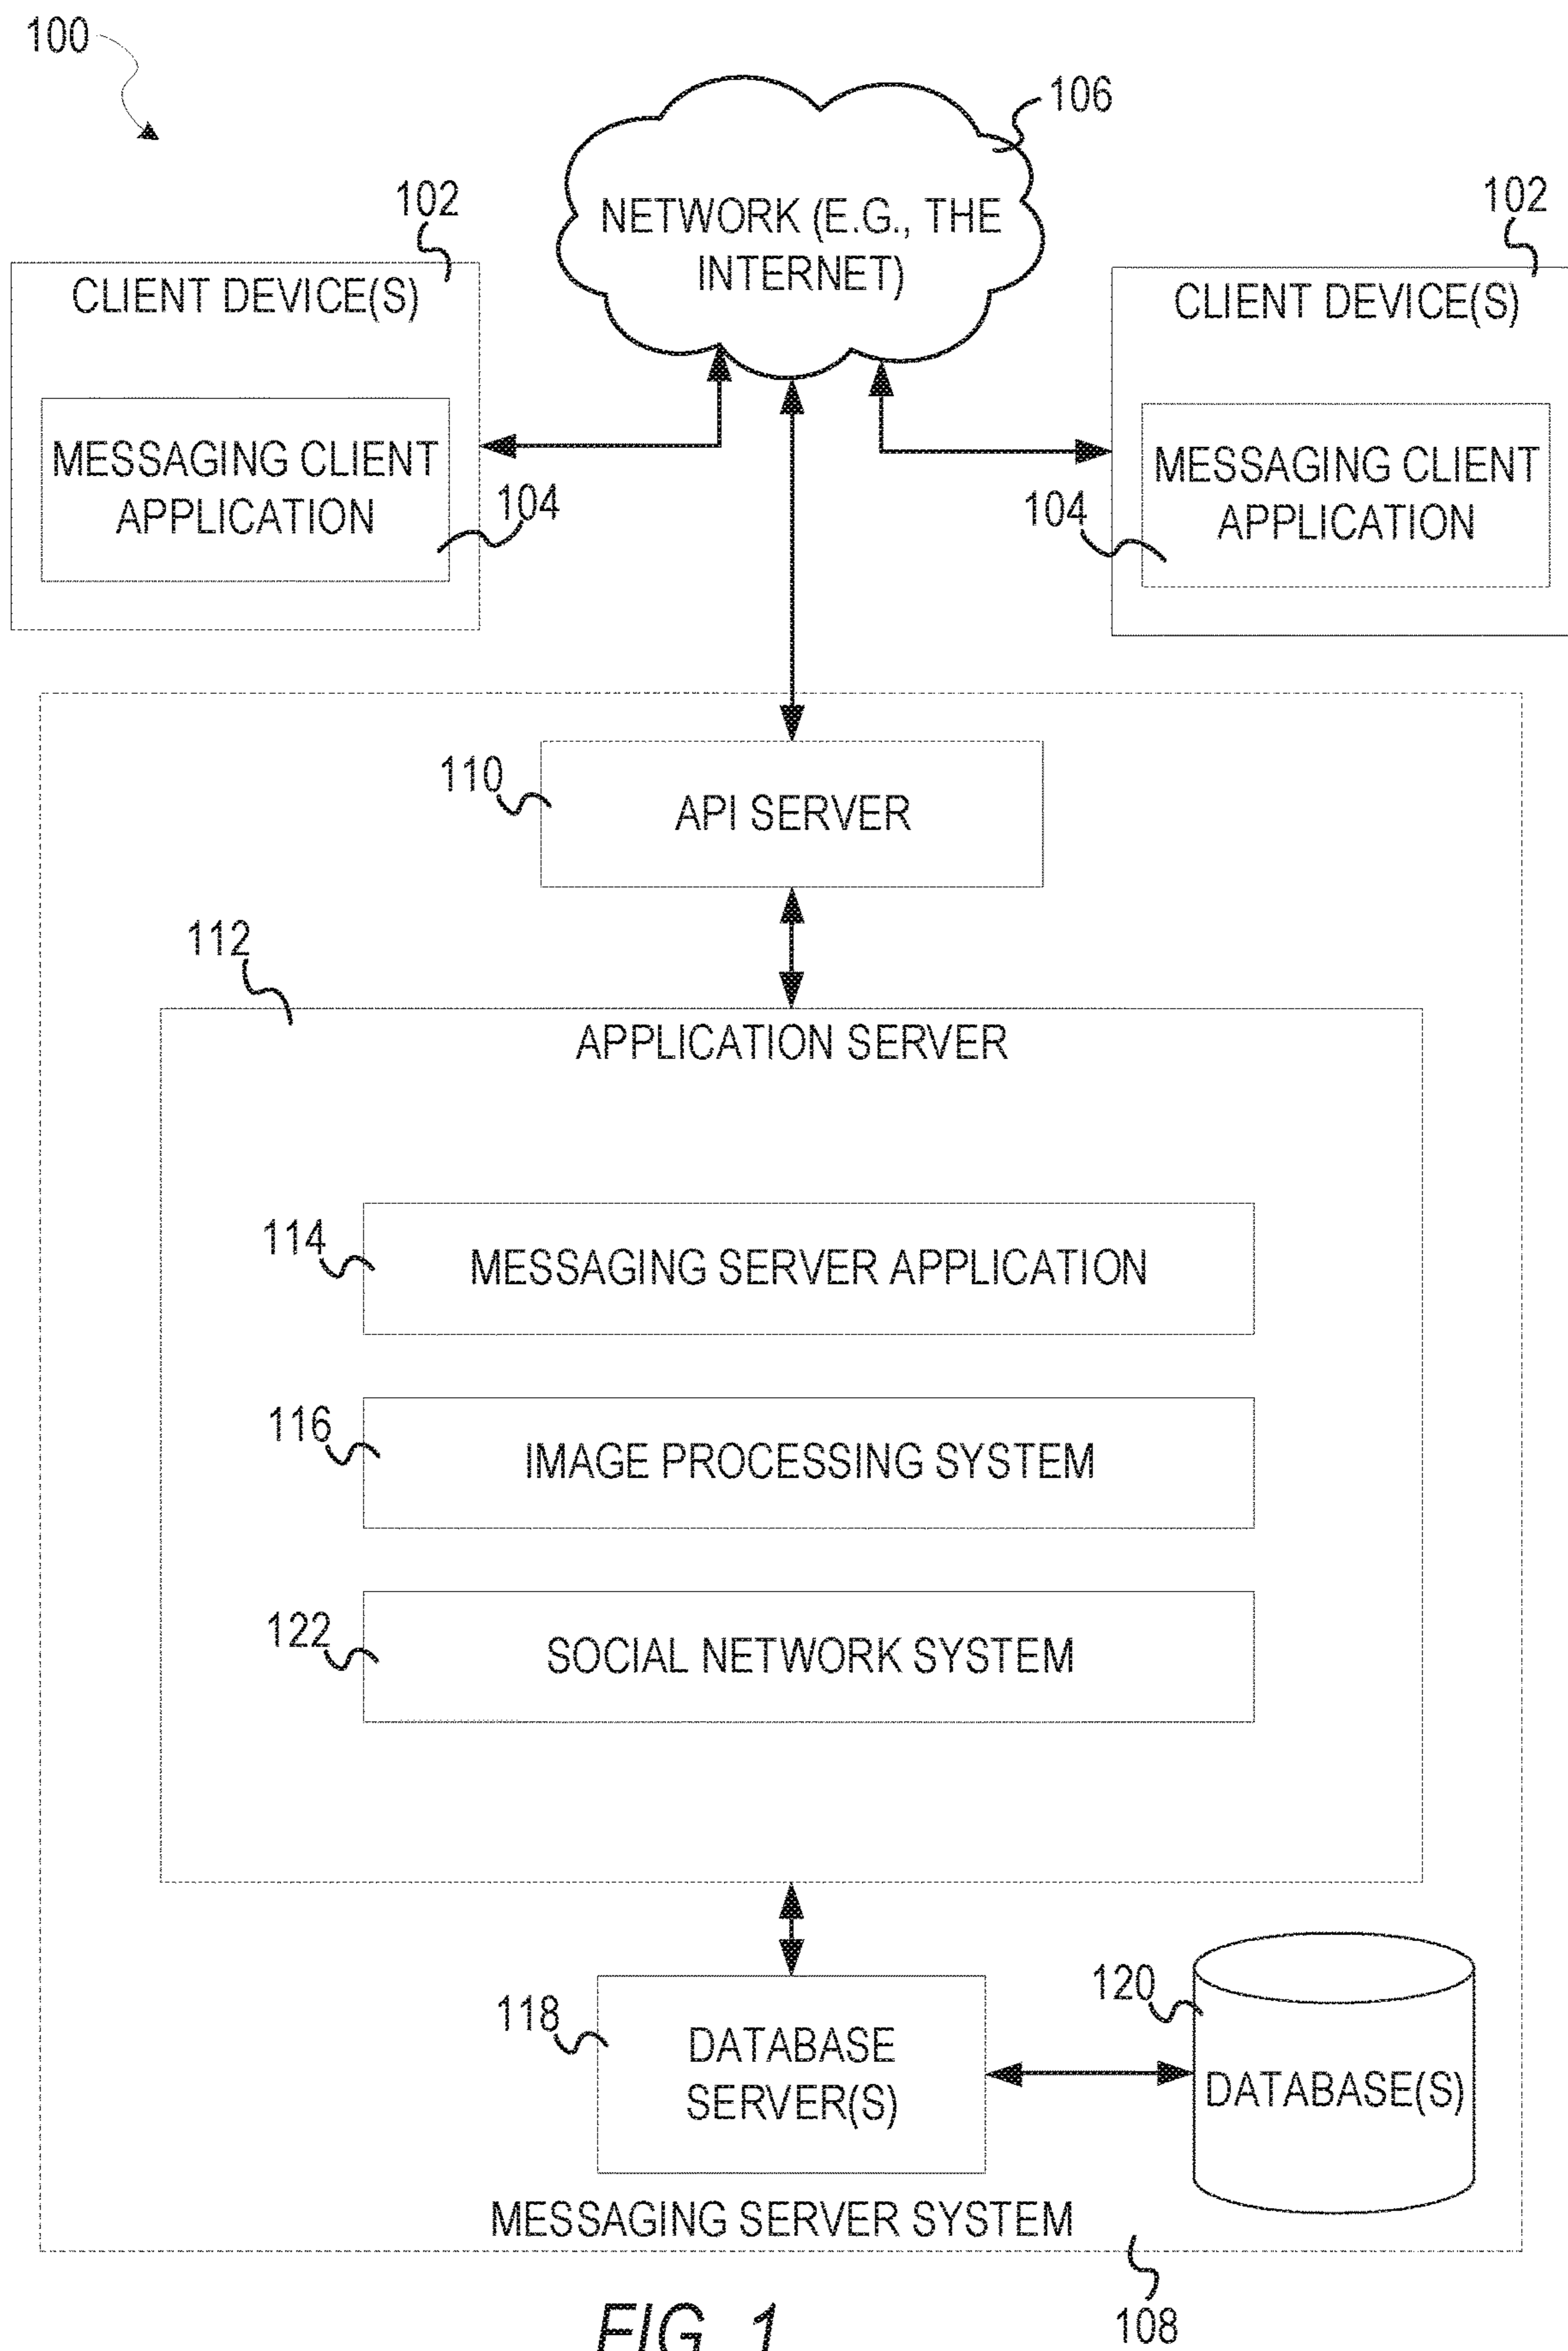 100
106
NETWORK (E.G., THE
INTERNET)
102
CLIENT DEVICE(S)
MESSAGING CLIENT
APPLICATION
104
102
CLIENT DEVICE(S)
MESSAGING CLIENT
APPLICATION
104
110
API SERVER
112
APPLICATION SERVER
114
MESSAGING SERVER APPLICATION
116
IMAGE PROCESSING SYSTEM
122
SOCIAL NETWORK SYSTEM
118
DATABASE
SERVER(S)
120
DATABASE(S)
MESSAGING SERVER SYSTEM
108
FIG. 1